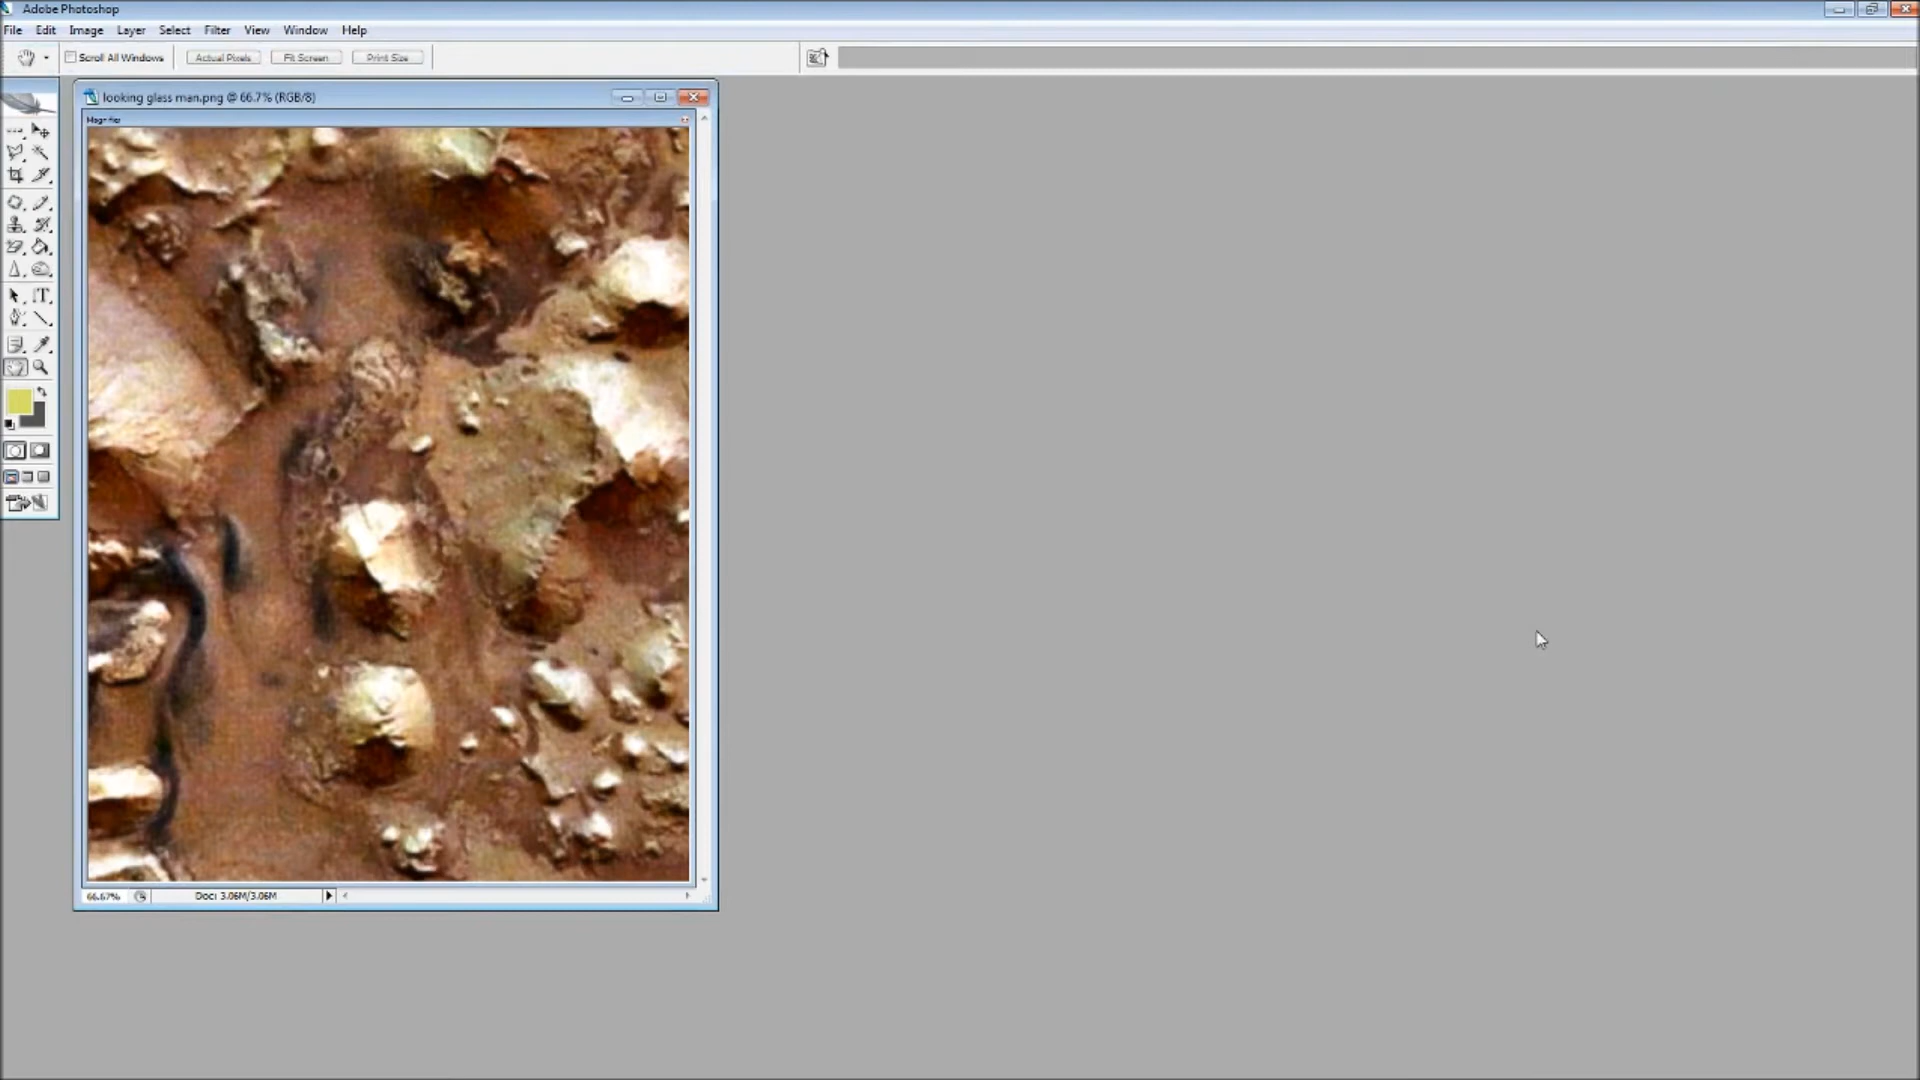 Adobe Photoshop
File Edit Image Layer Select Filter View Window Help
Scroll All Windows Actual Pixels Fit Screen Print Size
looking glass man.png @ 66.7% (RGB/8)
Magnifier
66.67% Doc: 3.06M/3.06M